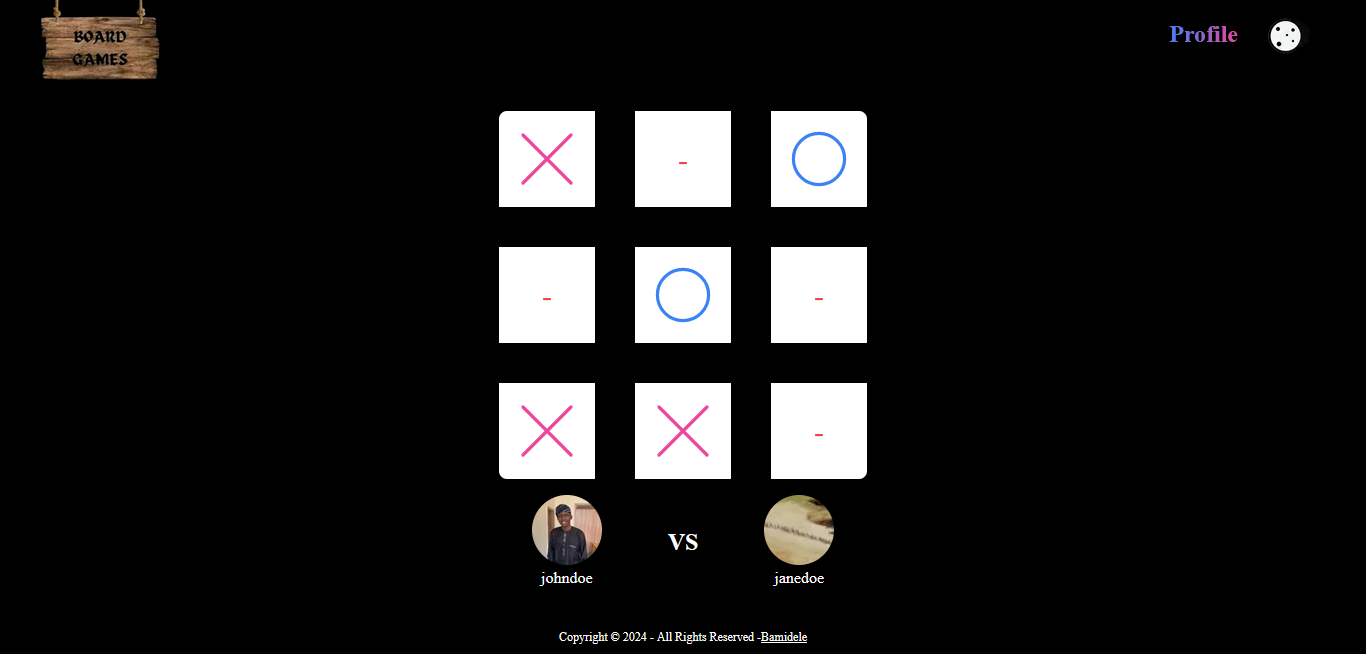 BOARD
GAMES
Profile
-
-
-
-
VS
johndoe
janedoe
Copyright © 2024 - All Rights Reserved -Bamidele